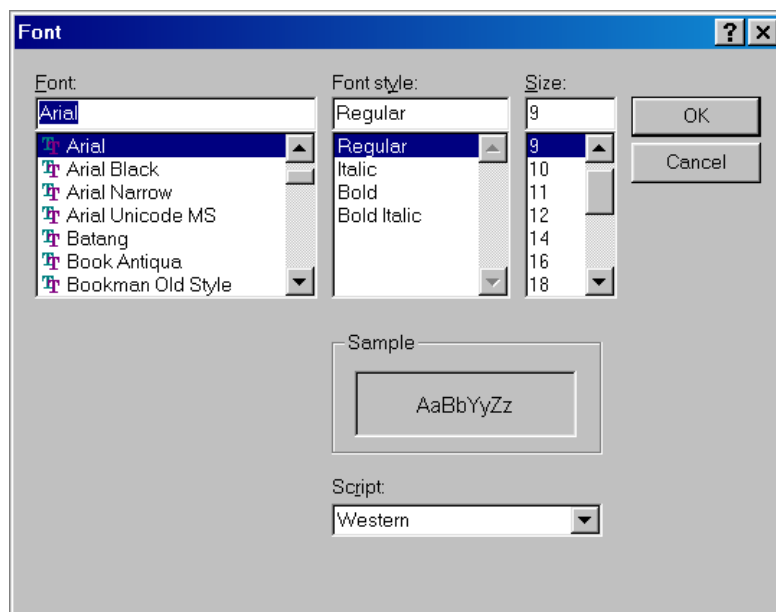 Font
Font:
Arial
Arial
Arial Black
Arial Narrow
Arial Unicode MS
Batang
Book Antiqua
Bookman Old Style
Font style:
Regular
Regular
Italic
Bold
Bold Italic
Size:
9
9
10
11
12
14
16
18
OK
Cancel
Sample
AaBbYyZz
Script:
Western